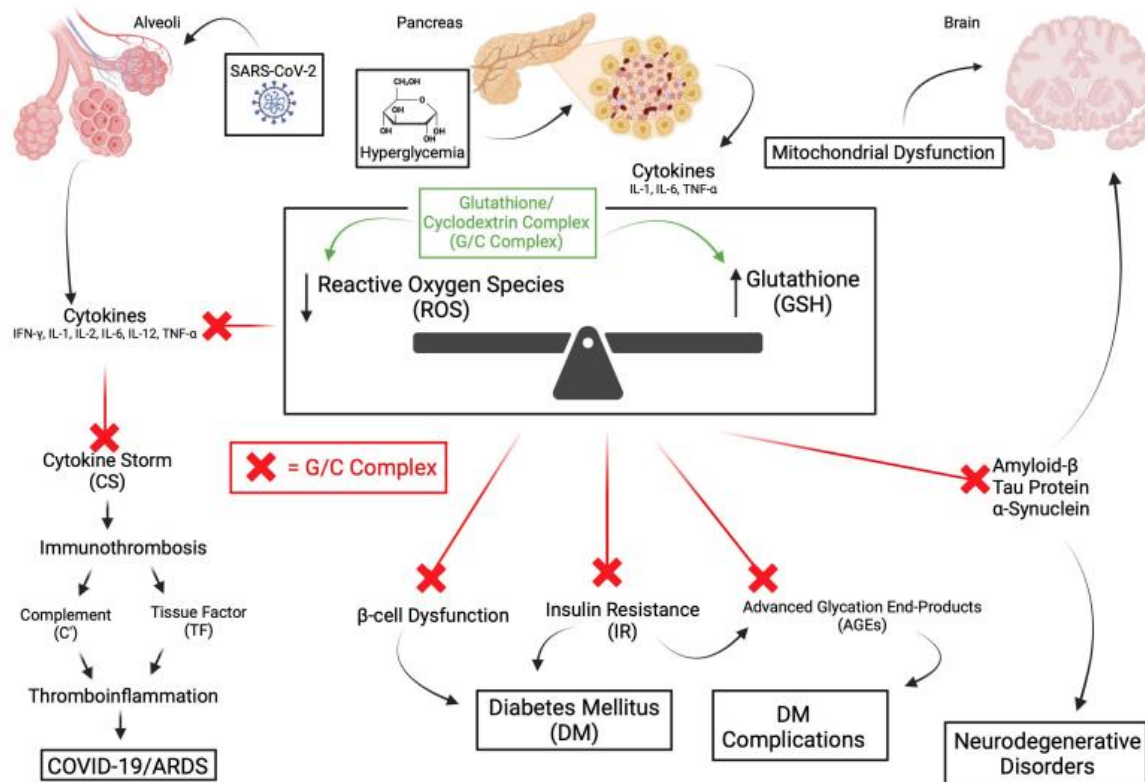 Alveoli
SARS-CoV-2
Pancreas
CH₂OH
O
OH
HO
OH
OH
Hyperglycemia
Cytokines
IL-1, IL-6, TNF-α
Brain
Mitochondrial Dysfunction
Glutathione/
Cyclodextrin Complex
(G/C Complex)
Reactive Oxygen Species
(ROS)
Glutathione
(GSH)
Cytokines
IFN-γ, IL-1, IL-2, IL-6, IL-12, TNF-α
Cytokine Storm
(CS)
Immunothrombosis
Complement
(C')
Tissue Factor
(TF)
Thromboinflammation
COVID-19/ARDS
= G/C Complex
β-cell Dysfunction
Insulin Resistance
(IR)
Advanced Glycation End-Products
(AGEs)
Diabetes Mellitus
(DM)
DM
Complications
Amyloid-β
Tau Protein
α-Synuclein
Neurodegenerative
Disorders